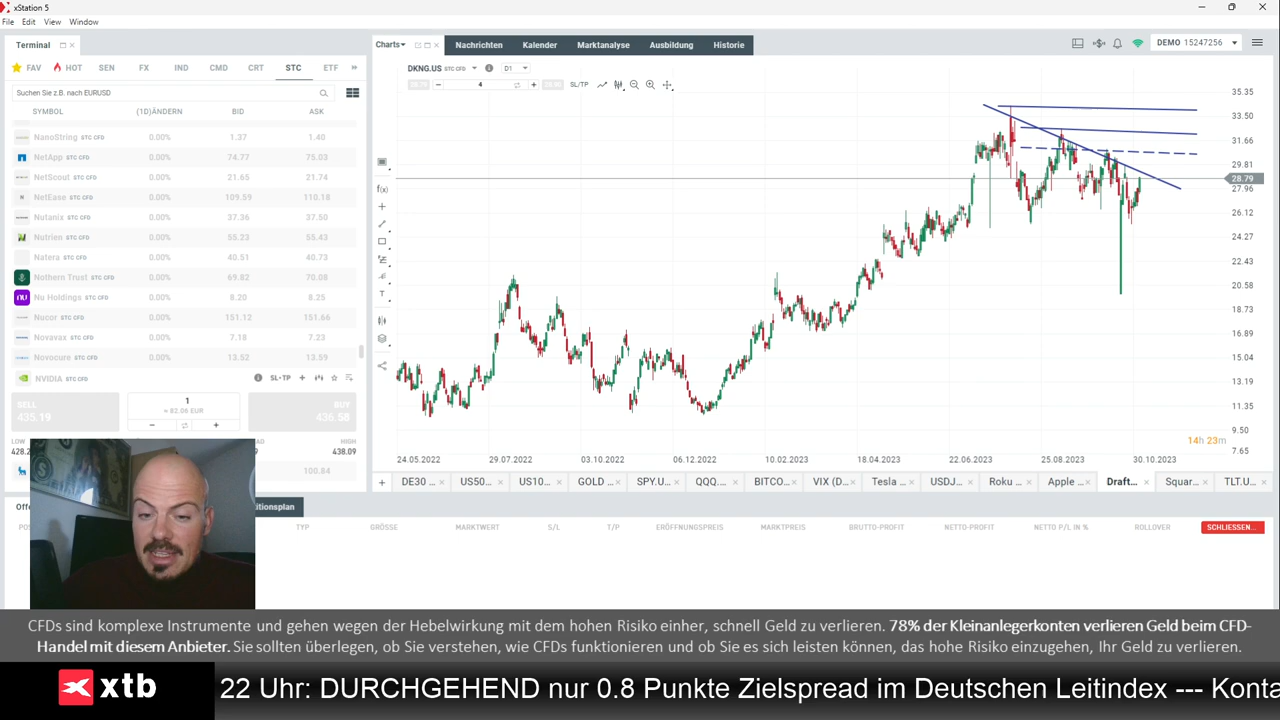 xStation 5
File Edit View Window
Terminal
Charts Nachrichten Kalender Marktanalyse Ausbildung Historie
DEMO 15247256
FAV HOT SEN FX IND CMD CRT STC ETF
DKNG.US STC CFD D1
4 SL/TP
Suchen Sie z.B. nach EURUSD
SYMBOL (1D)ÄNDERN BID ASK
NanoString STC CFD 0.00% 1.37 1.40
NetApp STC CFD 0.00% 74.77 75.03
NetScout STC CFD 0.00% 21.65 21.74
NetEase STC CFD 0.00% 109.59 110.18
Nutanix STC CFD 0.00% 37.36 37.50
Nutrien STC CFD 0.00% 55.23 55.43
Natera STC CFD 0.00% 40.51 40.73
Nothern Trust STC CFD 0.00% 69.82 70.08
Nu Holdings STC CFD 0.00% 8.20 8.25
Nucor STC CFD 0.00% 151.12 151.66
Novavax STC CFD 0.00% 7.18 7.23
Novocure STC CFD 0.00% 13.52 13.59
NVIDIA STC CFD SL+TP
SELL 1 BUY
435.19 ≈ 82.06 EUR 436.58
LOW HIGH
428.2 438.09
100.84
35.35
33.50
31.66
29.81
28.79
27.96
26.12
24.27
22.43
20.58
18.73
16.89
15.04
13.19
11.35
9.50
7.65
14h 23m
24.05.2022 29.07.2022 03.10.2022 06.12.2022 10.02.2023 18.04.2023 22.06.2023 25.08.2023 30.10.2023
DE30 ... US50... US10... GOLD ... SPY.U... QQQ.... BITCO... VIX (D... Tesla ... USDJ... Roku ... Apple ... Draft... Squar... TLT.U...
itionsplan
TYP GRÖSSE MARKTWERT S/L T/P ERÖFFNUNGSPREIS MARKTPREIS BRUTTO-PROFIT NETTO-PROFIT NETTO P/L IN % ROLLOVER SCHLIESSEN...
CFDs sind komplexe Instrumente und gehen wegen der Hebelwirkung mit dem hohen Risiko einher, schnell Geld zu verlieren. 78% der Kleinanlegerkonten verlieren Geld beim CFD-
Handel mit diesem Anbieter. Sie sollten überlegen, ob Sie verstehen, wie CFDs funktionieren und ob Sie es sich leisten können, das hohe Risiko einzugehen, Ihr Geld zu verlieren.
xtb 22 Uhr: DURCHGEHEND nur 0.8 Punkte Zielspread im Deutschen Leitindex --- Konta